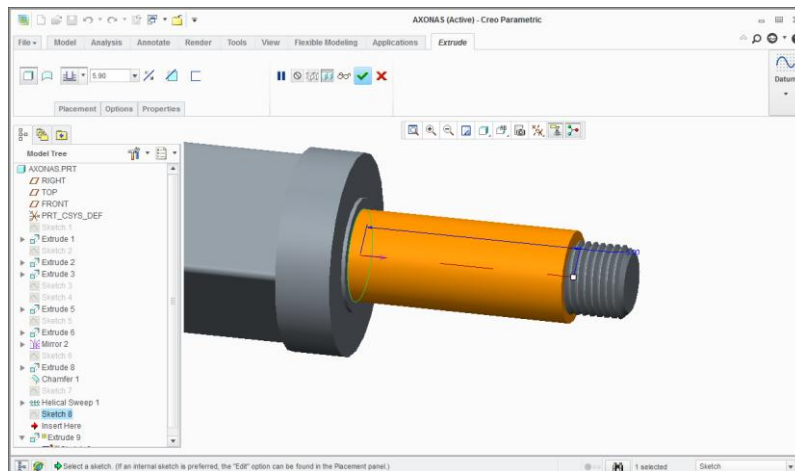 AXONAS (Active) - Creo Parametric
File Model Analysis Annotate Render Tools View Flexible Modeling Applications Extrude
5.90
Datum
Placement Options Properties
Model Tree
AXONAS.PRT
RIGHT
TOP
FRONT
PRT_CSYS_DEF
Sketch 1
Extrude 1
Sketch 2
Extrude 2
Extrude 3
Sketch 3
Sketch 4
Extrude 5
Sketch 5
Extrude 6
Mirror 2
Sketch 6
Extrude 8
Chamfer 1
Sketch 7
Helical Sweep 1
Sketch 8
Insert Here
Extrude 9
Select a sketch. (If an internal sketch is preferred, the "Edit" option can be found in the Placement panel.)
1 selected
Sketch